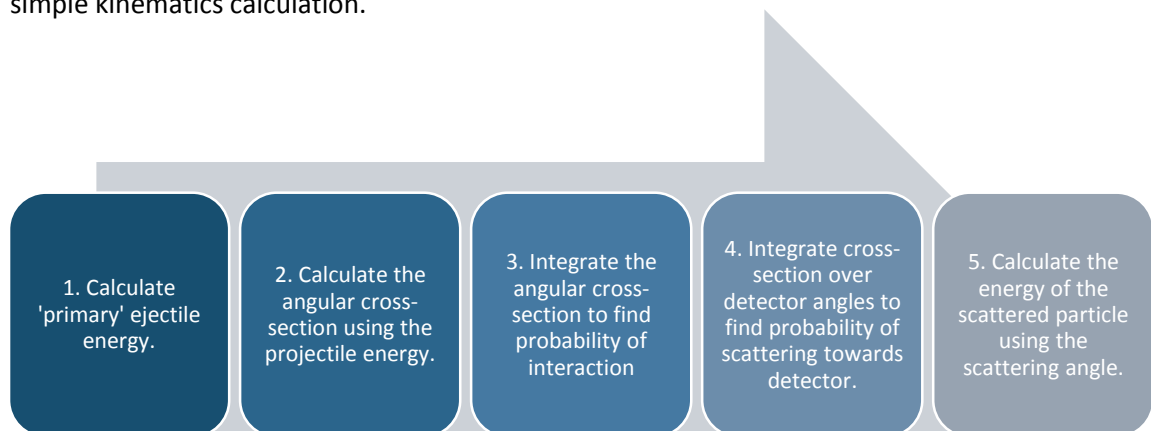 simple kinematics calculation.
1. Calculate
'primary' ejectile
energy.
2. Calculate the
angular cross-
section using the
projectile energy.
3. Integrate the
angular cross-
section to find
probability of
interaction
4. Integrate cross-
section over
detector angles to
find probability of
scattering towards
detector.
5. Calculate the
energy of the
scattered particle
using the
scattering angle.